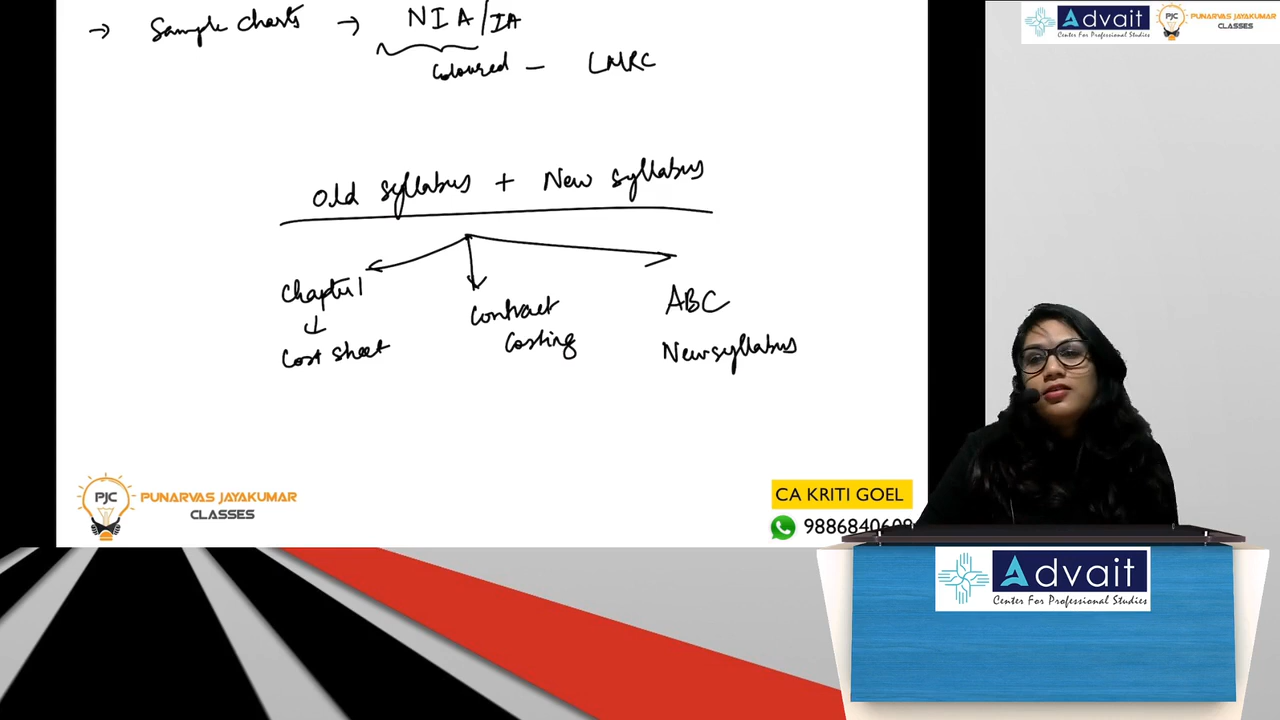 → Sample charts → NIA/IA
Coloured - LMRC
Old syllabus + New syllabus
Chapter 1
↓
Cost sheet
Contract
Costing
ABC
New syllabus
PJC
PUNARVAS JAYAKUMAR
CLASSES
CA KRITI GOEL
Advait
Center For Professional Studies
PJC
PUNARVAS JAYAKUMAR
CLASSES
Advait
Center For Professional Studies